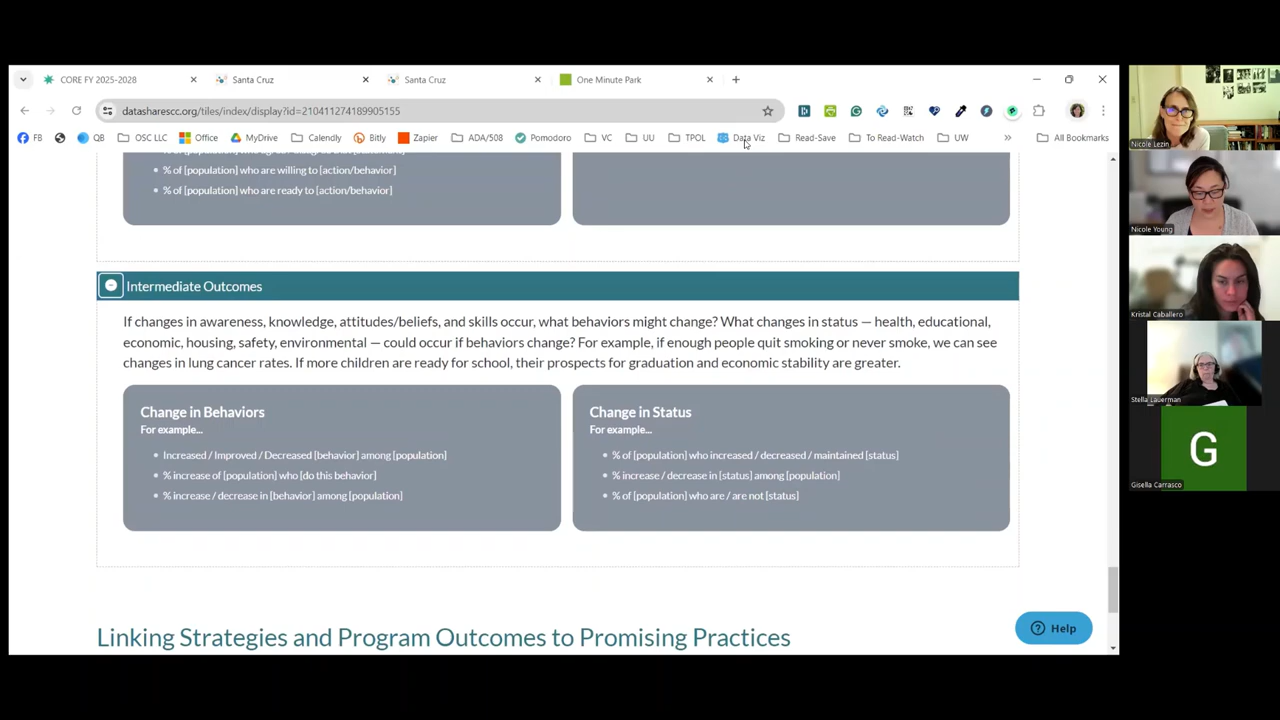 CORE FY 2025-2028
Santa Cruz
Santa Cruz
One Minute Park
datasharescc.org/tiles/index/display?id=210411274189905155
FB
QB
OSC LLC
Office
MyDrive
Calendly
Bitly
Zapier
ADA/508
Pomodoro
VC
UU
TPOL
Data Viz
Read-Save
To Read-Watch
UW
»
All Bookmarks
% of [population] who are willing to [action/behavior]
% of [population] who are ready to [action/behavior]
Intermediate Outcomes
If changes in awareness, knowledge, attitudes/beliefs, and skills occur, what behaviors might change? What changes in status — health, educational,
economic, housing, safety, environmental — could occur if behaviors change? For example, if enough people quit smoking or never smoke, we can see
changes in lung cancer rates. If more children are ready for school, their prospects for graduation and economic stability are greater.
Change in Behaviors
For example...
Increased / Improved / Decreased [behavior] among [population]
% increase of [population] who [do this behavior]
% increase / decrease in [behavior] among [population]
Change in Status
For example...
% of [population] who increased / decreased / maintained [status]
% increase / decrease in [status] among [population]
% of [population] who are / are not [status]
Linking Strategies and Program Outcomes to Promising Practices
Help
Nicole Lezin
Nicole Young
Kristal Caballero
Stella Lauerman
G
Gisella Carrasco